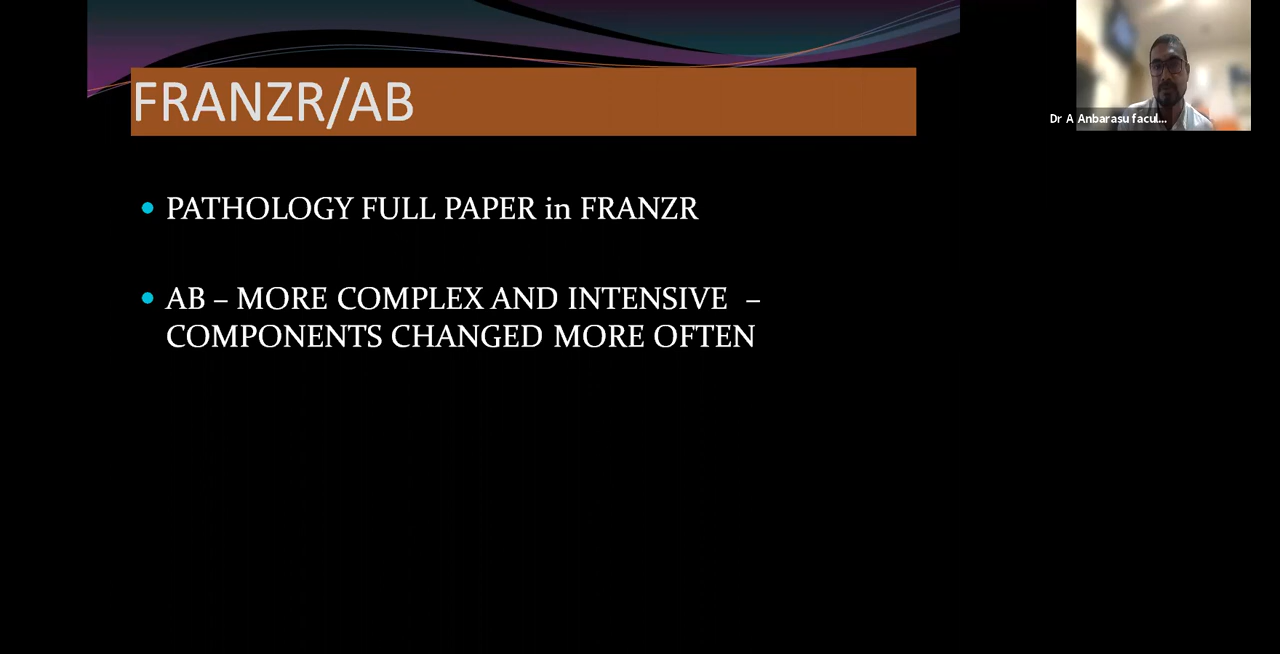 FRANZR/AB
Dr A Anbarasu facul...
PATHOLOGY FULL PAPER in FRANZR
AB – MORE COMPLEX AND INTENSIVE –
COMPONENTS CHANGED MORE OFTEN